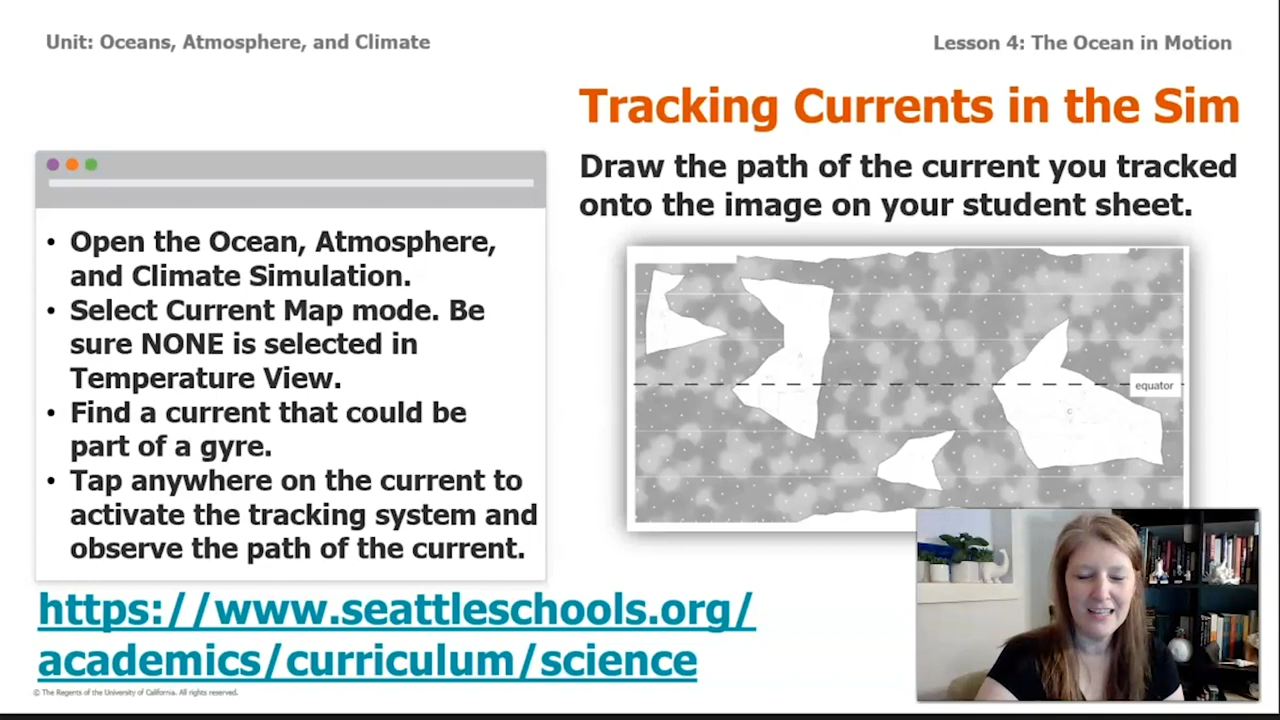 Unit: Oceans, Atmosphere, and Climate
Lesson 4: The Ocean in Motion
Tracking Currents in the Sim
Draw the path of the current you tracked
onto the image on your student sheet.
• Open the Ocean, Atmosphere,
and Climate Simulation.
• Select Current Map mode. Be
sure NONE is selected in
Temperature View.
• Find a current that could be
part of a gyre.
• Tap anywhere on the current to
activate the tracking system and
observe the path of the current.
equator
https://www.seattleschools.org/
academics/curriculum/science
© The Regents of the University of California. All rights reserved.